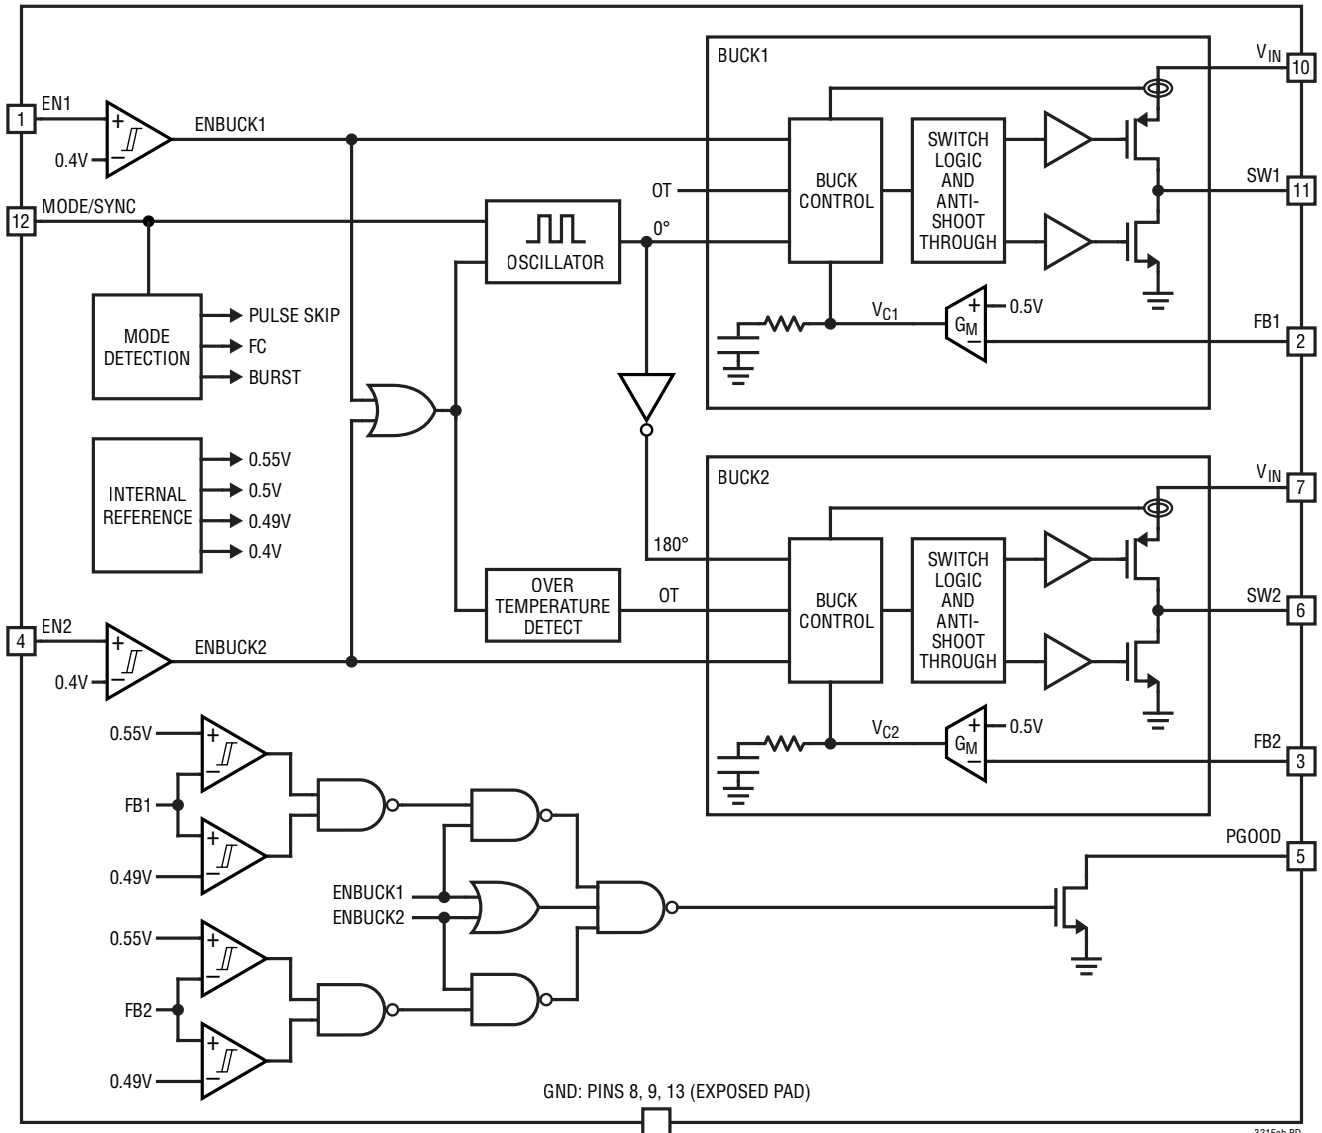 BUCK1
VIN
10
EN1
1
+
–
0.4V
ENBUCK1
MODE/SYNC
12
OT
0°
OSCILLATOR
BUCK
CONTROL
SWITCH
LOGIC
AND
ANTI-
SHOOT
THROUGH
SW1
11
MODE
DETECTION
PULSE SKIP
FC
BURST
VC1
GM
+
–
0.5V
FB1
2
INTERNAL
REFERENCE
0.55V
0.5V
0.49V
0.4V
BUCK2
VIN
7
180°
OVER
TEMPERATURE
DETECT
OT
BUCK
CONTROL
SWITCH
LOGIC
AND
ANTI-
SHOOT
THROUGH
SW2
6
EN2
4
+
–
0.4V
ENBUCK2
VC2
GM
+
–
0.5V
FB2
3
0.55V
+
–
FB1
+
–
0.49V
ENBUCK1
ENBUCK2
0.55V
+
–
FB2
+
–
0.49V
PGOOD
5
GND: PINS 8, 9, 13 (EXPOSED PAD)